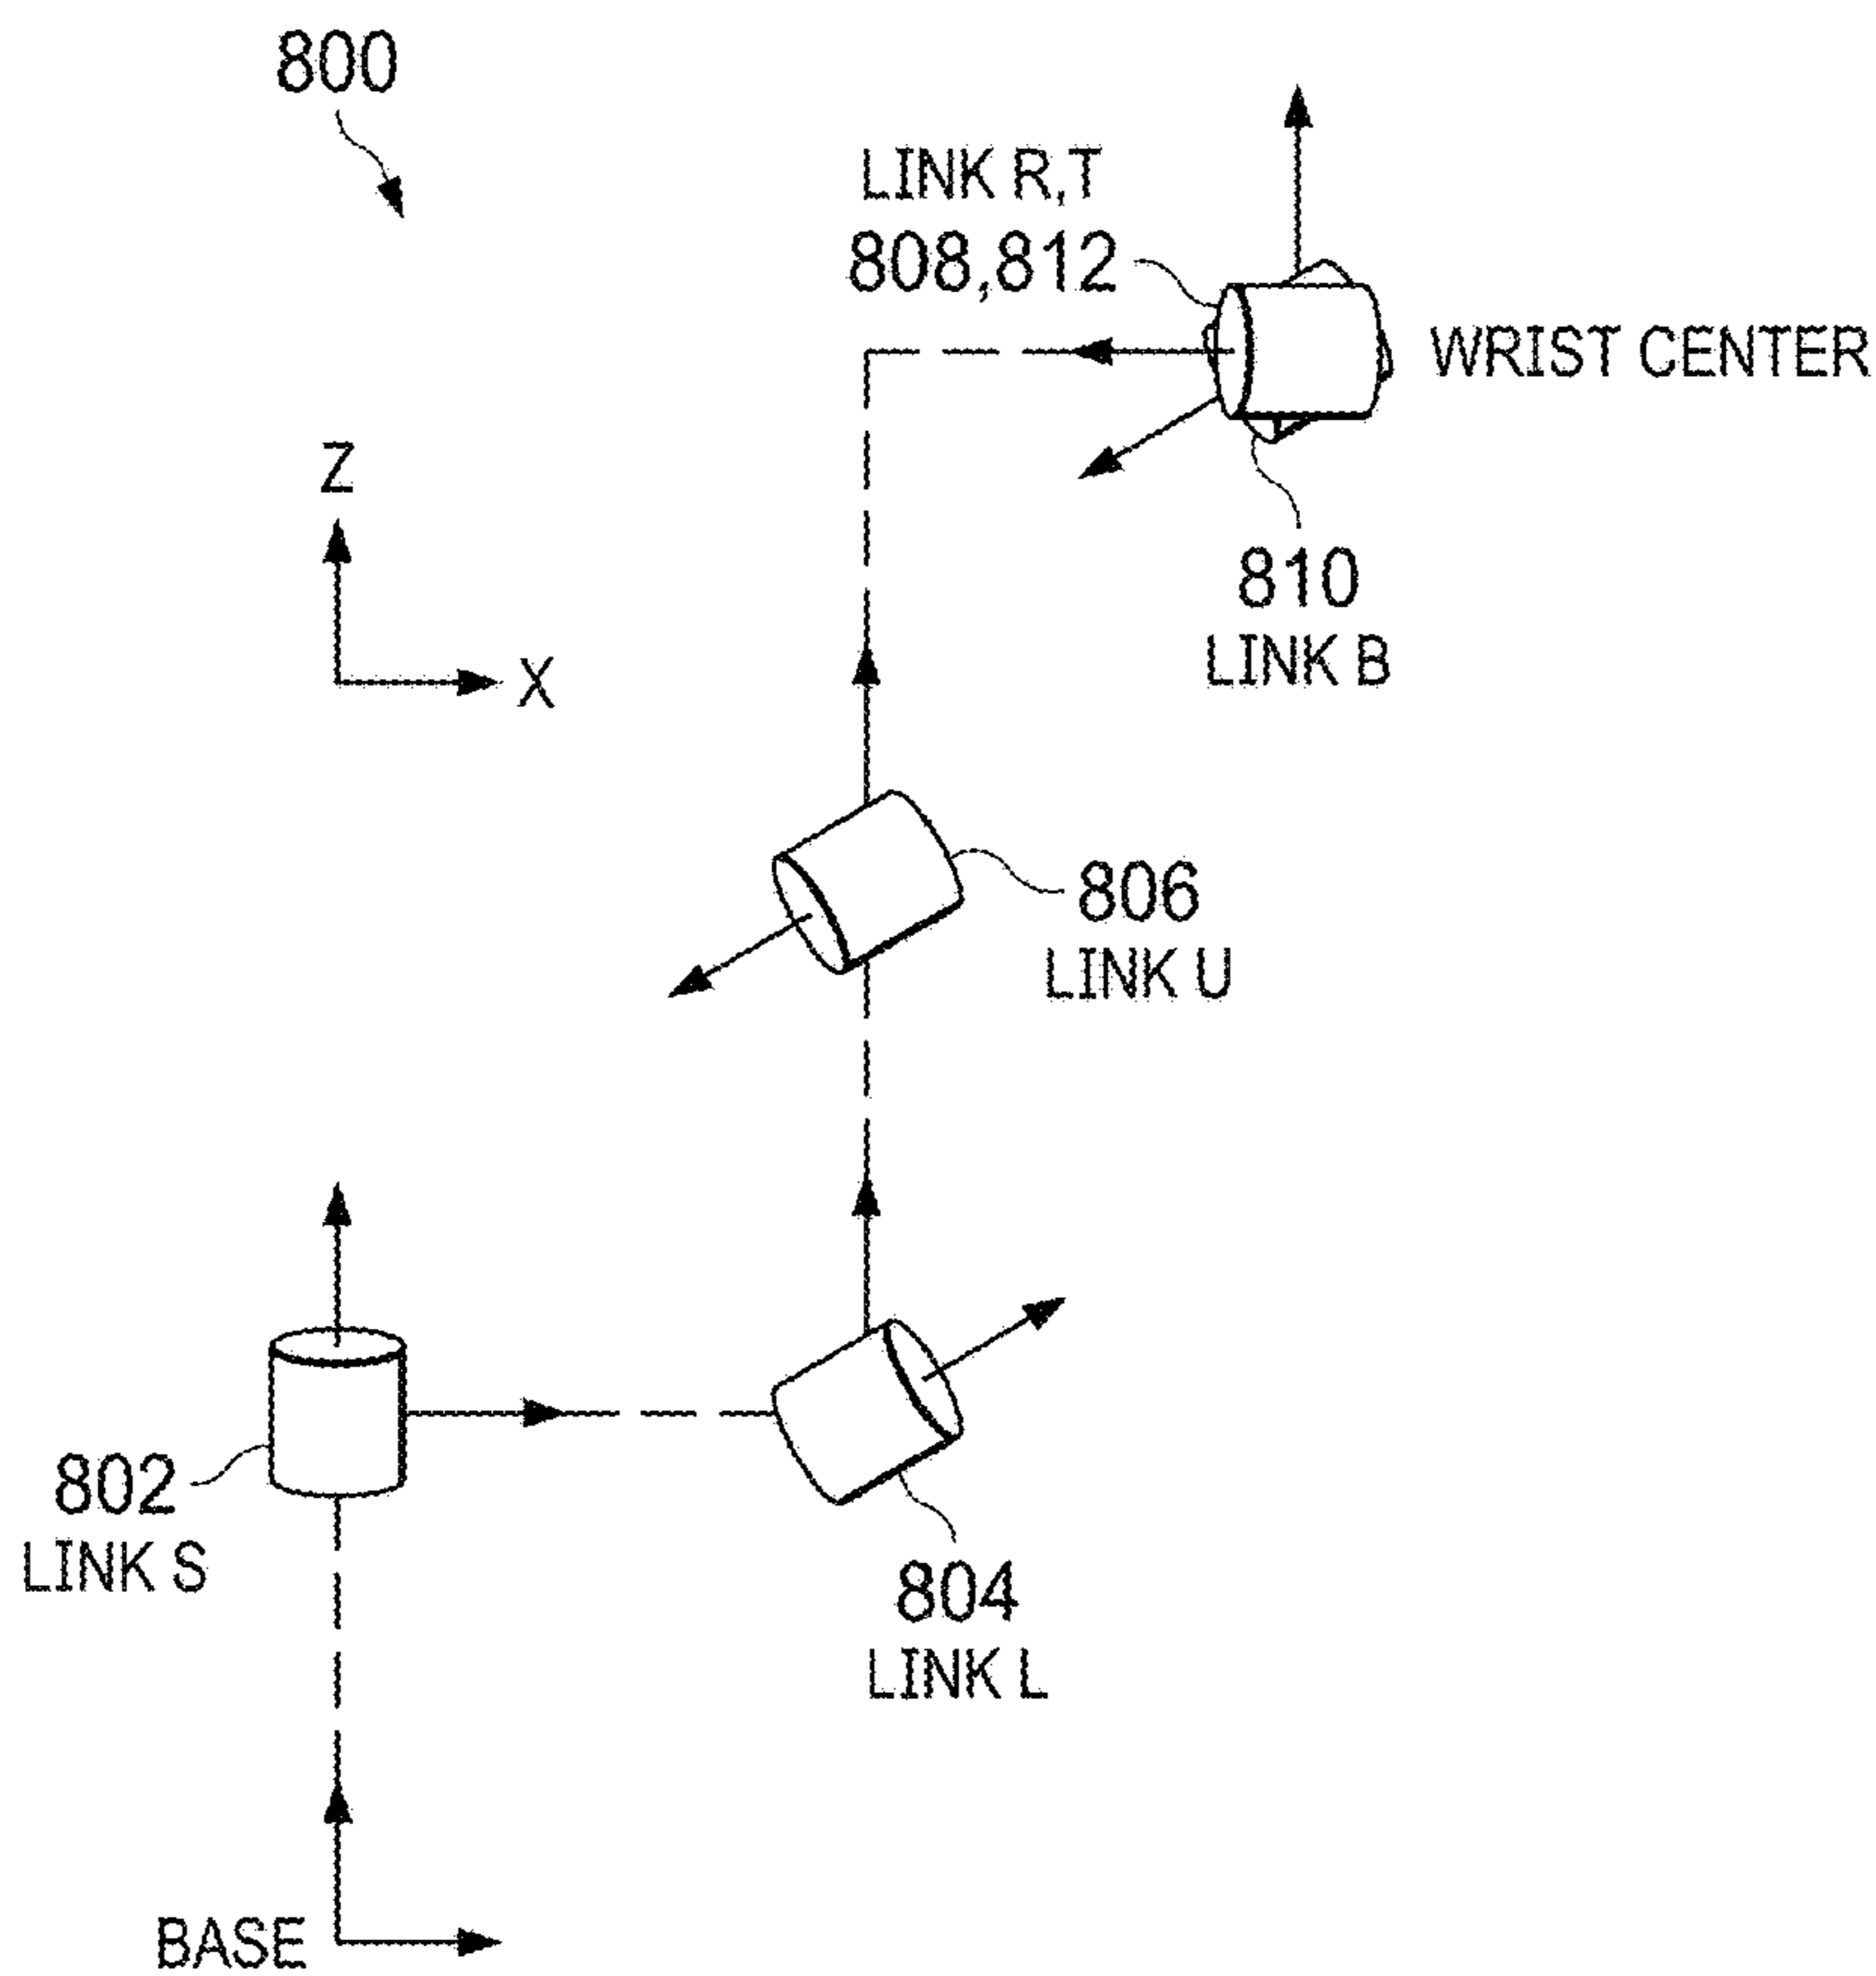 800
LINK R,T
808,812
WRIST CENTER
Z
X
810
LINK B
806
LINK U
802
LINK S
804
LINK L
BASE